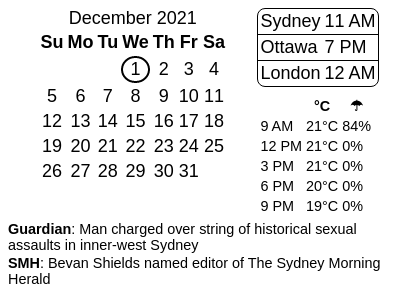 December 2021
Su Mo Tu We Th Fr Sa
1 2 3 4
5 6 7 8 9 10 11
12 13 14 15 16 17 18
19 20 21 22 23 24 25
26 27 28 29 30 31
Sydney 11 AM
Ottawa 7 PM
London 12 AM
°C ☂
9 AM 21°C 84%
12 PM 21°C 0%
3 PM 21°C 0%
6 PM 20°C 0%
9 PM 19°C 0%
Guardian: Man charged over string of historical sexual
assaults in inner-west Sydney
SMH: Bevan Shields named editor of The Sydney Morning
Herald